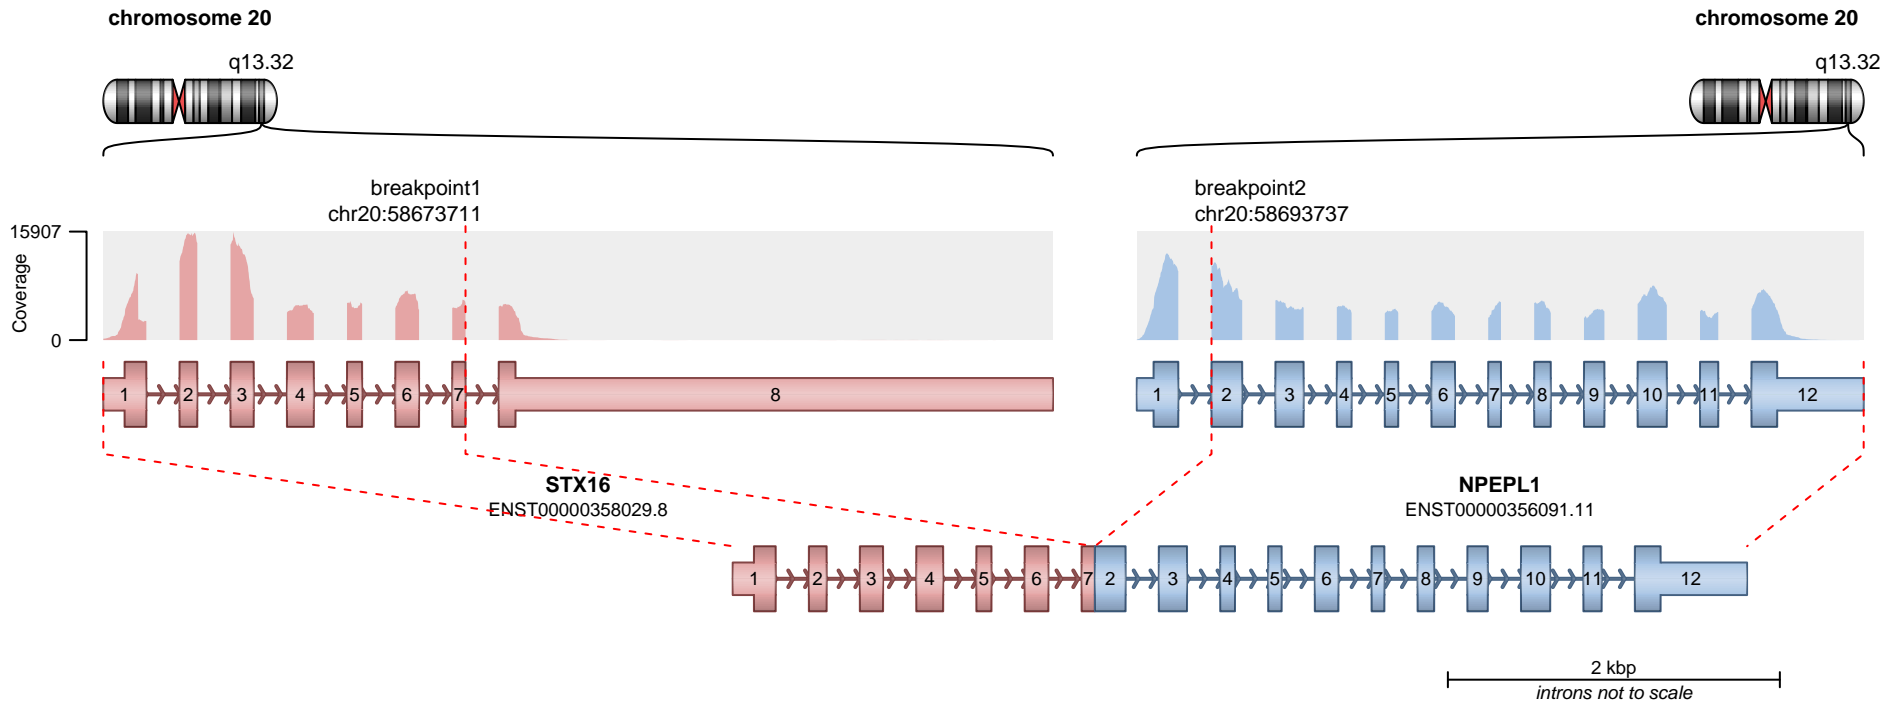 chromosome 20
chromosome 20
q13.32
q13.32
breakpoint1
chr20:58673711
breakpoint2
chr20:58693737
15907
Coverage
0
1 2 3 4 5 6 7 8
1 2 3 4 5 6 7 8 9 10 11 12
STX16
ENST00000358029.8
NPEPL1
ENST00000356091.11
1 2 3 4 5 6 7 2 3 4 5 6 7 8 9 10 11 12
2 kbp
introns not to scale